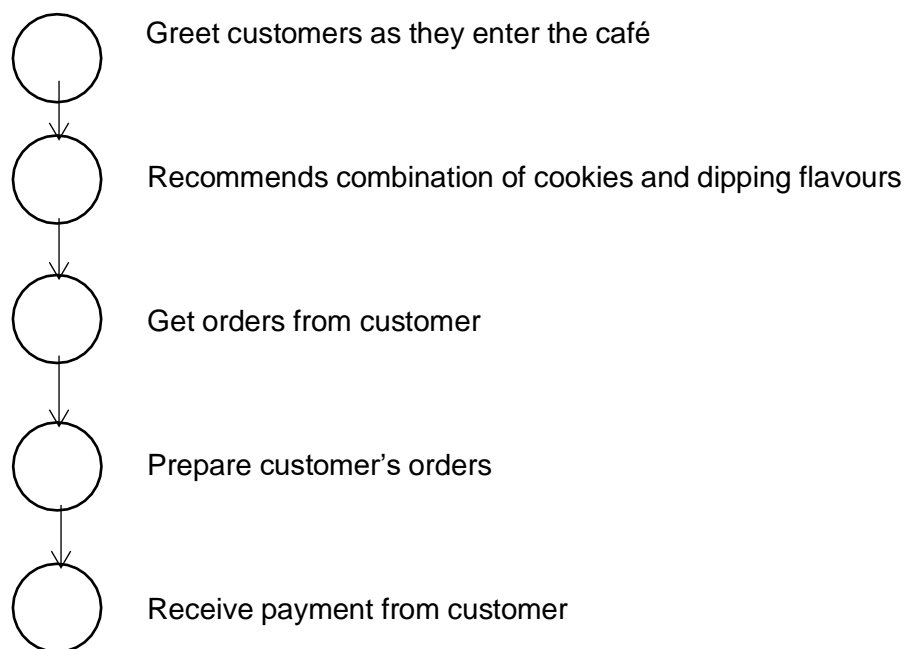 Greet customers as they enter the café
Recommends combination of cookies and dipping flavours
Get orders from customer
Prepare customer’s orders
Receive payment from customer